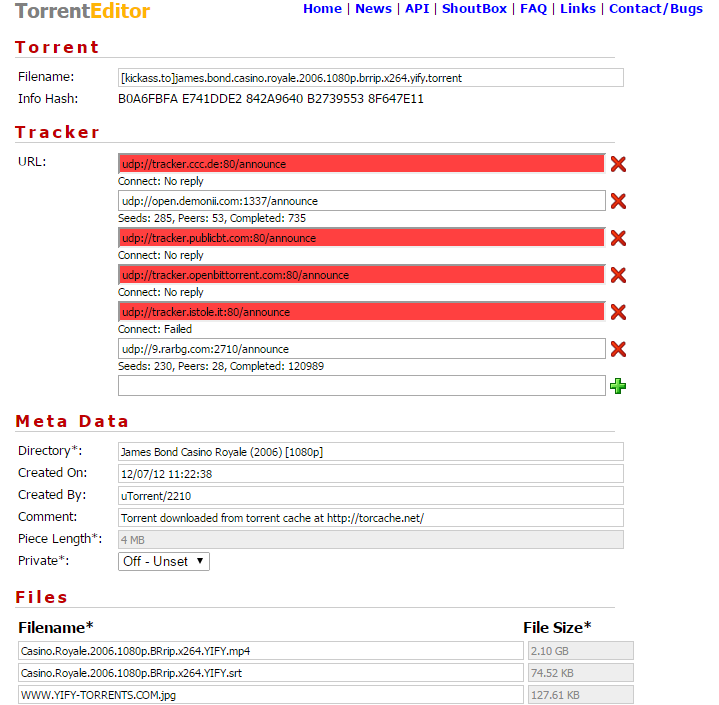 TorrentEditor
Home | News | API | ShoutBox | FAQ | Links | Contact/Bugs
Torrent
Filename: [kickass.to]james.bond.casino.royale.2006.1080p.brrip.x264.yify.torrent
Info Hash: B0A6FBFA E741DDE2 842A9640 B2739553 8F647E11
Tracker
URL: udp://tracker.ccc.de:80/announce
Connect: No reply
udp://open.demonii.com:1337/announce
Seeds: 285, Peers: 53, Completed: 735
udp://tracker.publicbt.com:80/announce
Connect: No reply
udp://tracker.openbittorrent.com:80/announce
Connect: No reply
udp://tracker.istole.it:80/announce
Connect: Failed
udp://9.rarbg.com:2710/announce
Seeds: 230, Peers: 28, Completed: 120989
Meta Data
Directory*: James Bond Casino Royale (2006) [1080p]
Created On: 12/07/12 11:22:38
Created By: uTorrent/2210
Comment: Torrent downloaded from torrent cache at http://torcache.net/
Piece Length*: 4 MB
Private*: Off - Unset
Files
Filename* File Size*
Casino.Royale.2006.1080p.BRrip.x264.YIFY.mp4 2.10 GB
Casino.Royale.2006.1080p.BRrip.x264.YIFY.srt 74.52 KB
WWW.YIFY-TORRENTS.COM.jpg 127.61 KB